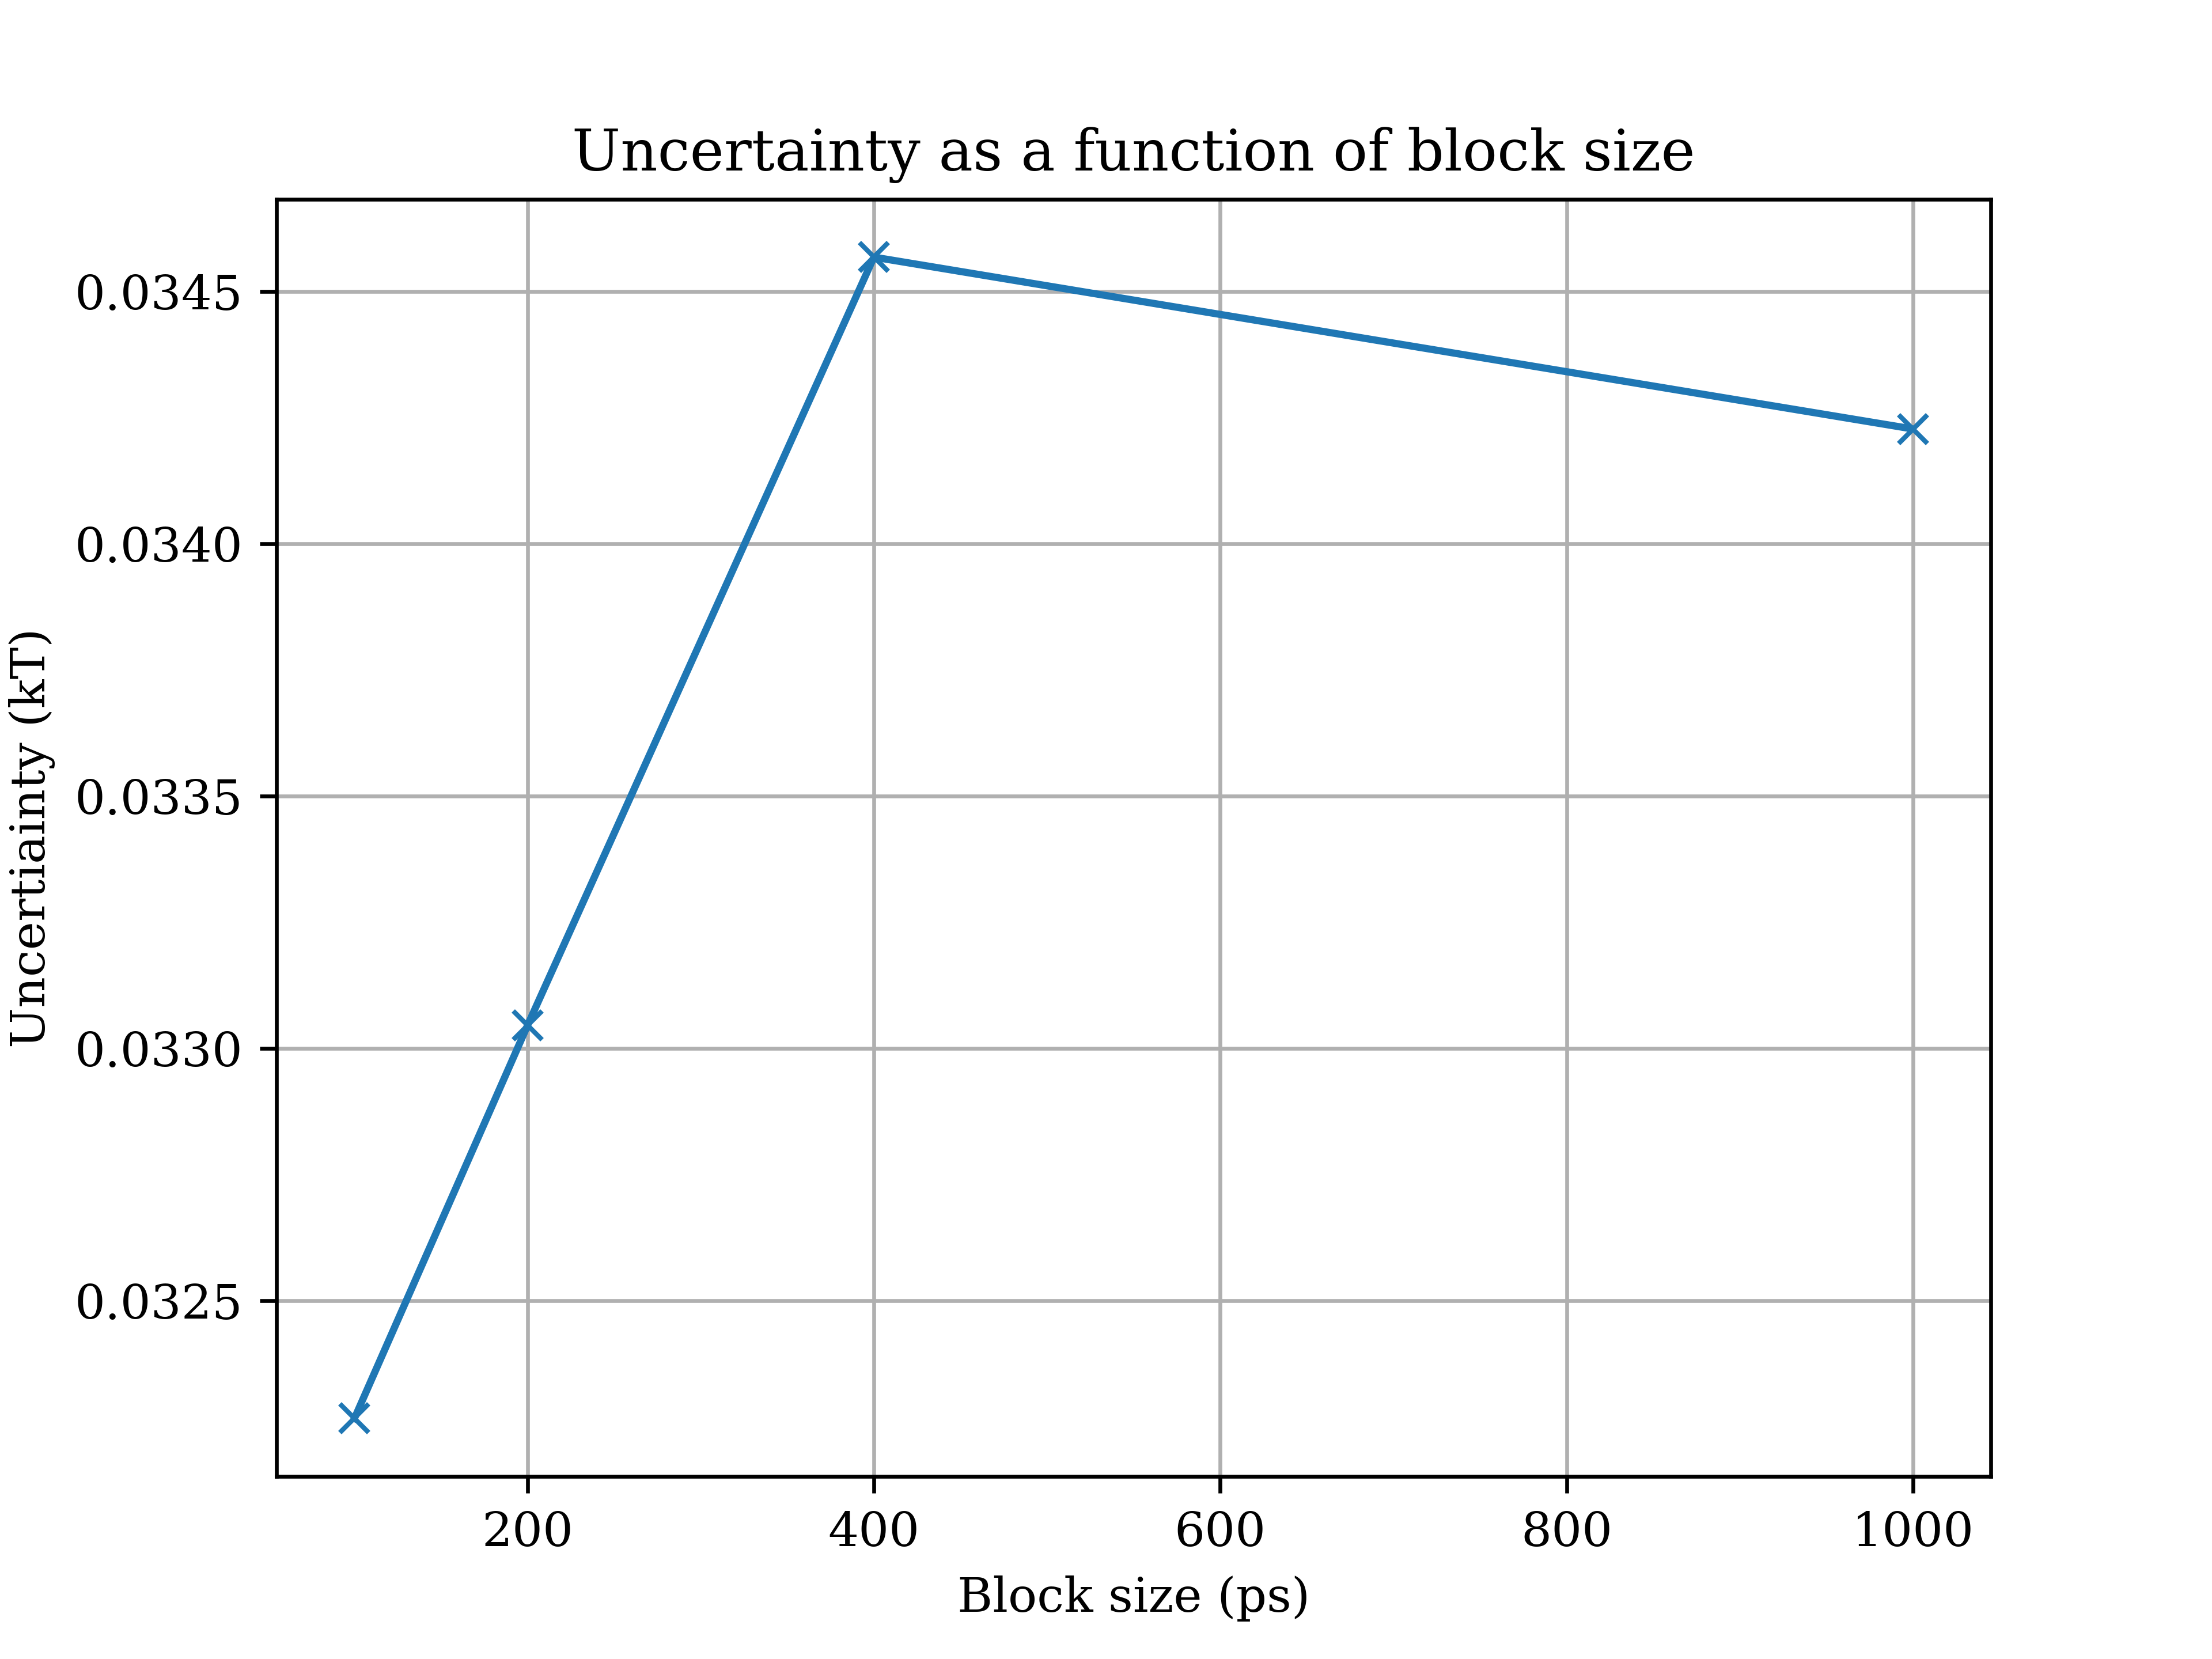 Uncertainty as a function of block size
0.0345
0.0340
0.0335
0.0330
0.0325
Uncertiainty (kT)
200 400 600 800 1000
Block size (ps)